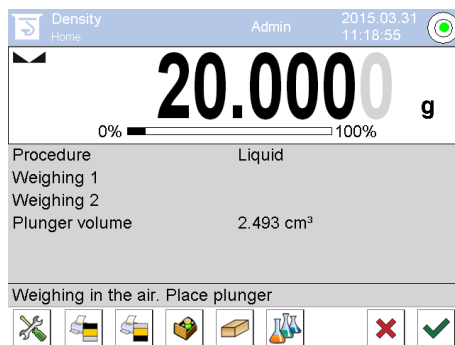 Density
Home
Admin
2015.03.31
11:18:55
20.0000 g
0% 100%
Procedure Liquid
Weighing 1
Weighing 2
Plunger volume 2.493 cm³
Weighing in the air. Place plunger